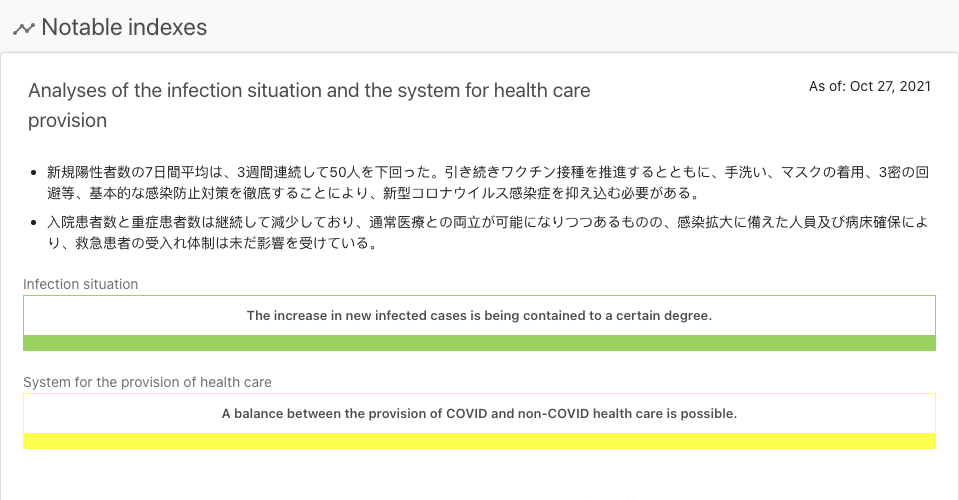 Notable indexes
Analyses of the infection situation and the system for health care
provision
As of: Oct 27, 2021
• 新規陽性者数の7日間平均は、3週間連続して50人を下回った。引き続きワクチン接種を推進するとともに、手洗い、マスクの着用、3密の回
避等、基本的な感染防止対策を徹底することにより、新型コロナウイルス感染症を抑え込む必要がある。
• 入院患者数と重症患者数は継続して減少しており、通常医療との両立が可能になりつつあるものの、感染拡大に備えた人員及び病床確保によ
り、救急患者の受入れ体制は未だ影響を受けている。
Infection situation
The increase in new infected cases is being contained to a certain degree.
System for the provision of health care
A balance between the provision of COVID and non-COVID health care is possible.